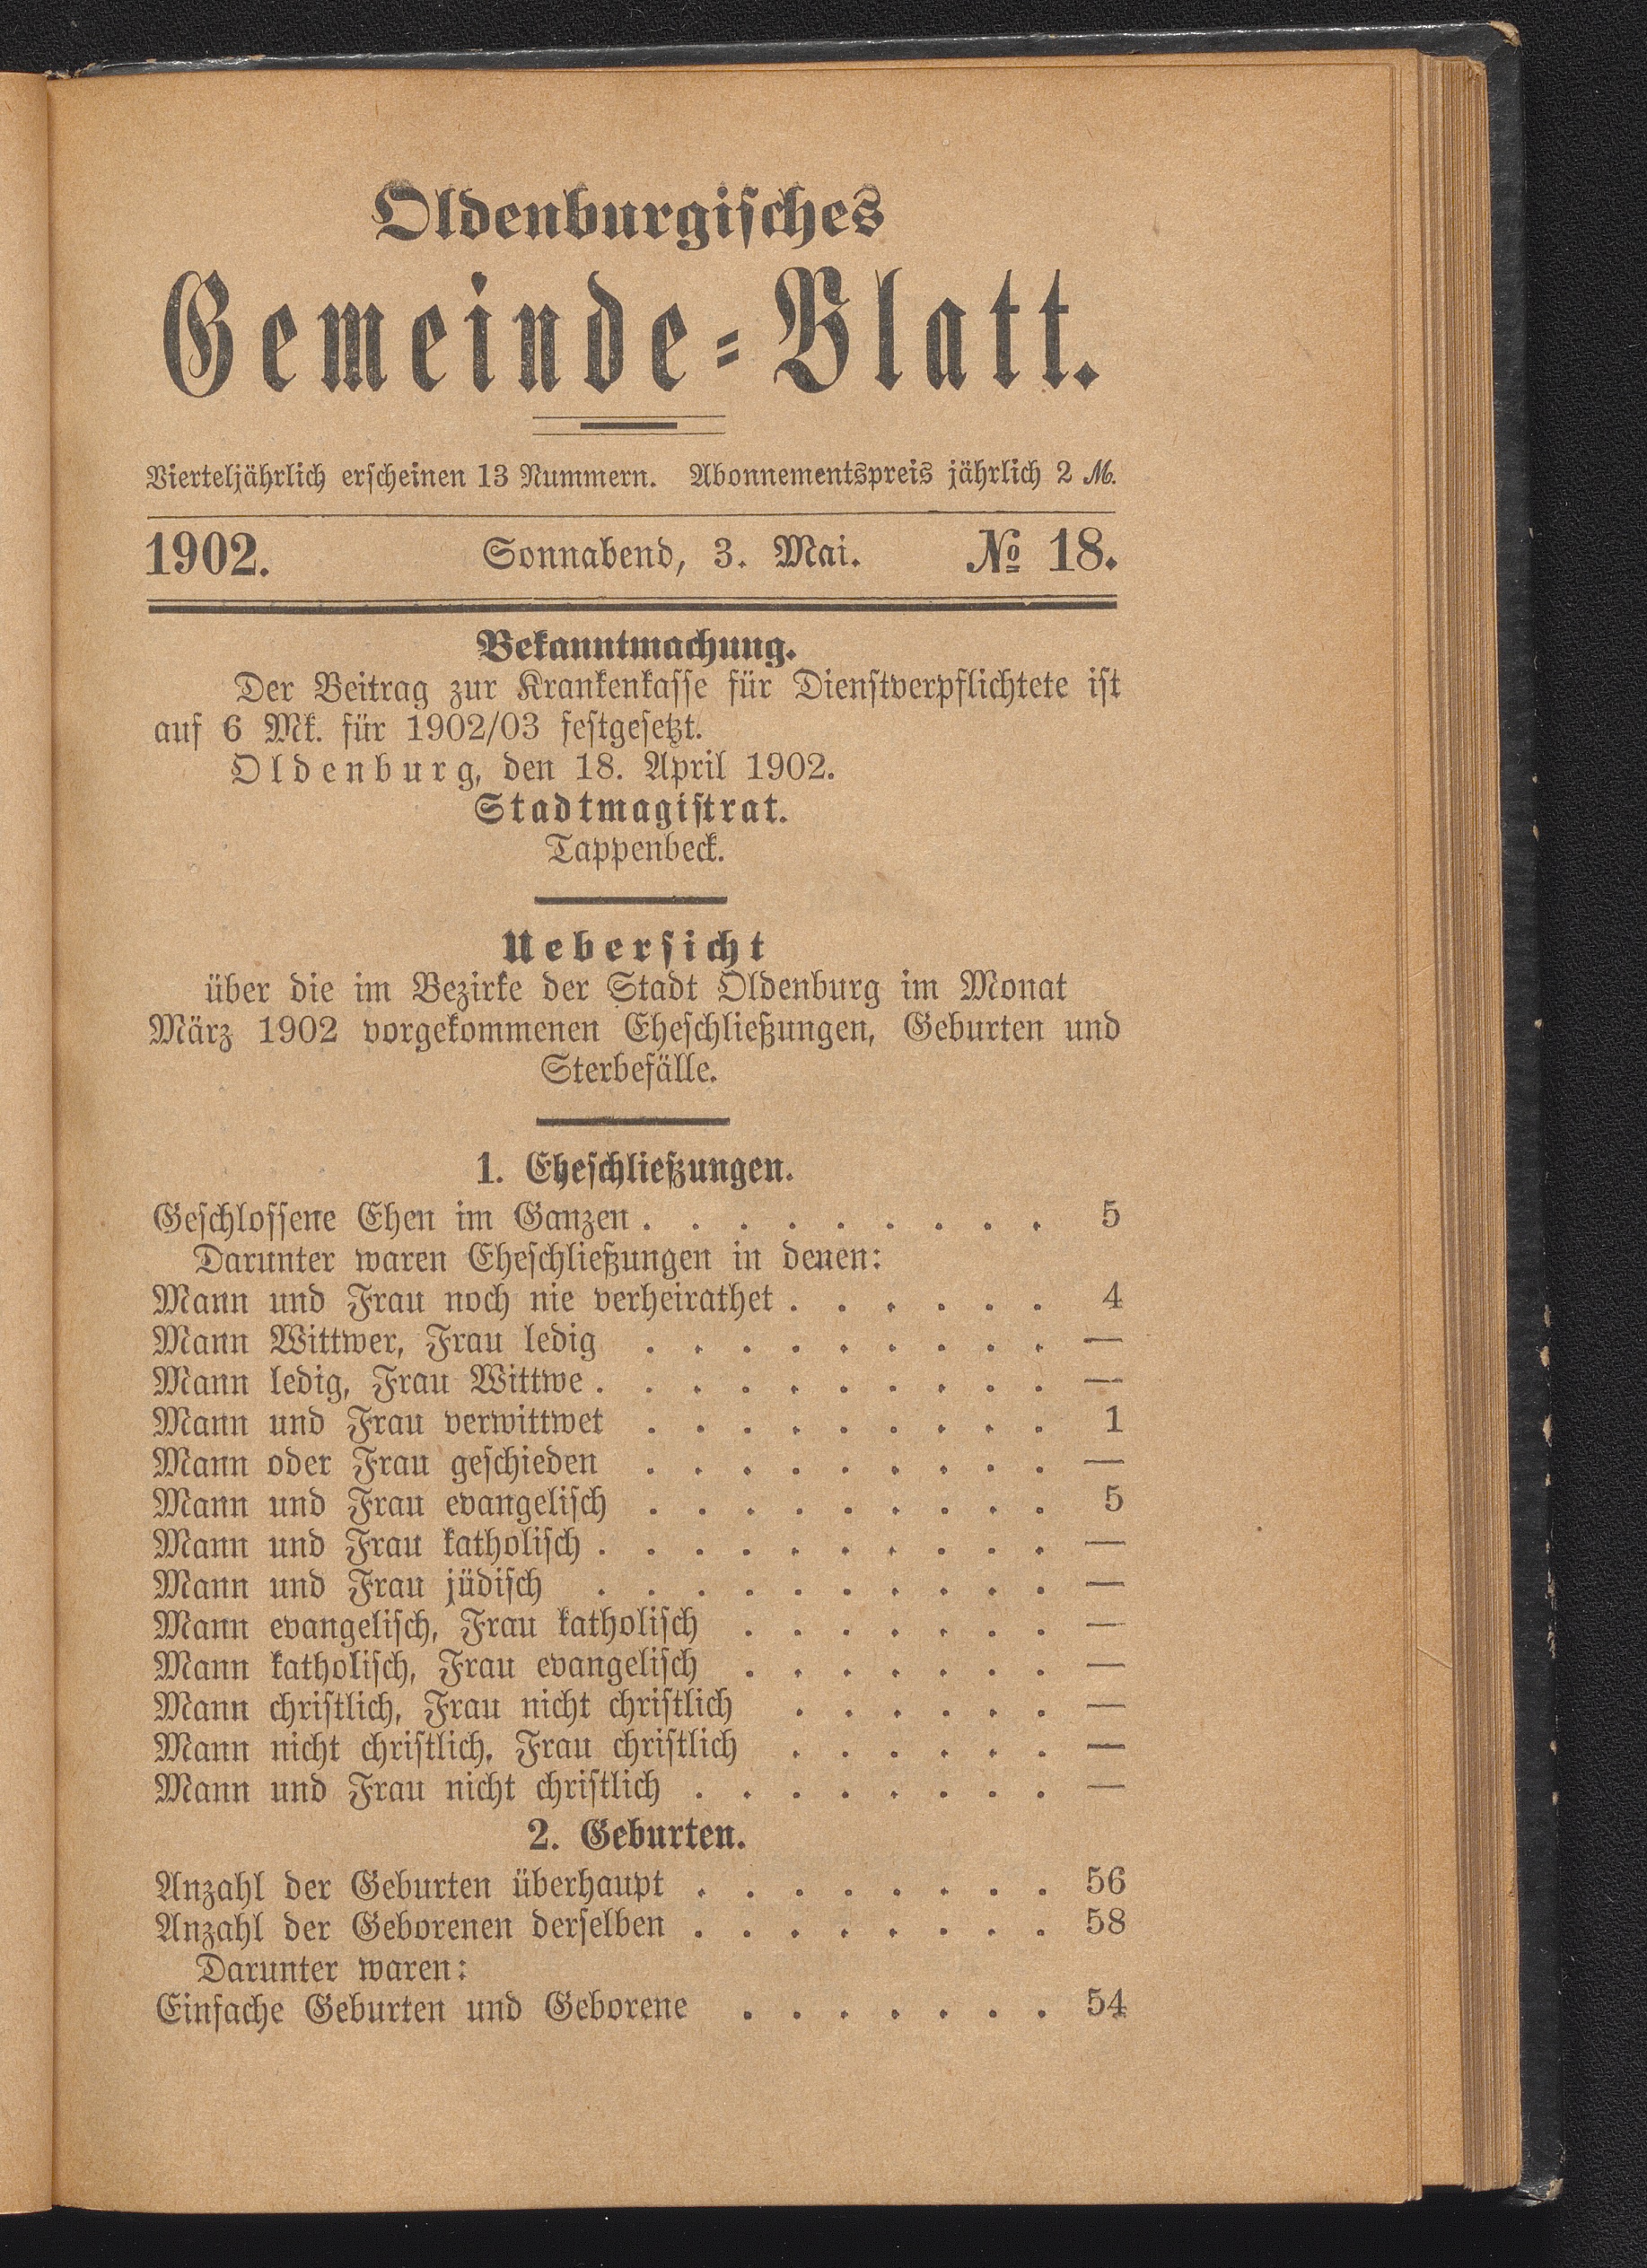 Oldenburgisches
Gemeinde-Blatt.
Vierteljährlich erscheinen 13 Nummern. Abonnementspreis jährlich 2 ℳ.
1902. Sonnabend, 3. Mai. № 18.
Bekanntmachung.
Der Beitrag zur Krankenkasse für Dienstverpflichtete ist
auf 6 Mk. für 1902/03 festgesetzt.
Oldenburg, den 18. April 1902.
Stadtmagistrat.
Tappenbeck.
Uebersicht
über die im Bezirke der Stadt Oldenburg im Monat
März 1902 vorgekommenen Eheschließungen, Geburten und
Sterbefälle.
1. Eheschließungen.
Geschlossene Ehen im Ganzen . . . . . . . . . 5
Darunter waren Eheschließungen in denen:
Mann und Frau noch nie verheirathet . . . . . . 4
Mann Wittwer, Frau ledig . . . . . . . . . —
Mann ledig, Frau Wittwe . . . . . . . . . . —
Mann und Frau verwittwet . . . . . . . . . 1
Mann oder Frau geschieden . . . . . . . . . —
Mann und Frau evangelisch . . . . . . . . . 5
Mann und Frau katholisch . . . . . . . . . . —
Mann und Frau jüdisch . . . . . . . . . . —
Mann evangelisch, Frau katholisch . . . . . . . —
Mann katholisch, Frau evangelisch . . . . . . . —
Mann christlich, Frau nicht christlich . . . . . . —
Mann nicht christlich, Frau christlich . . . . . . —
Mann und Frau nicht christlich . . . . . . . . —
2. Geburten.
Anzahl der Geburten überhaupt . . . . . . . . 56
Anzahl der Geborenen derselben . . . . . . . . 58
Darunter waren:
Einfache Geburten und Geborene . . . . . . . 54